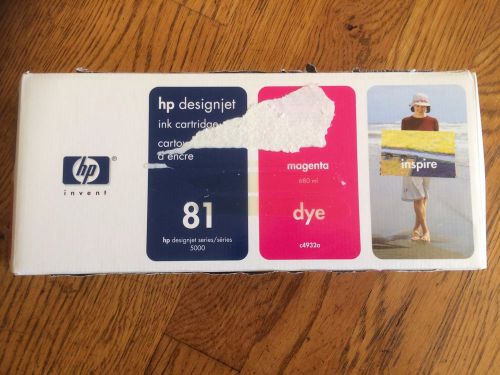 hp
®
invent
hp designjet
ink cartridge
cartou
à encre
81
hp designjet series/séries
5000
magenta
680 ml
dye
c4932a
inspire